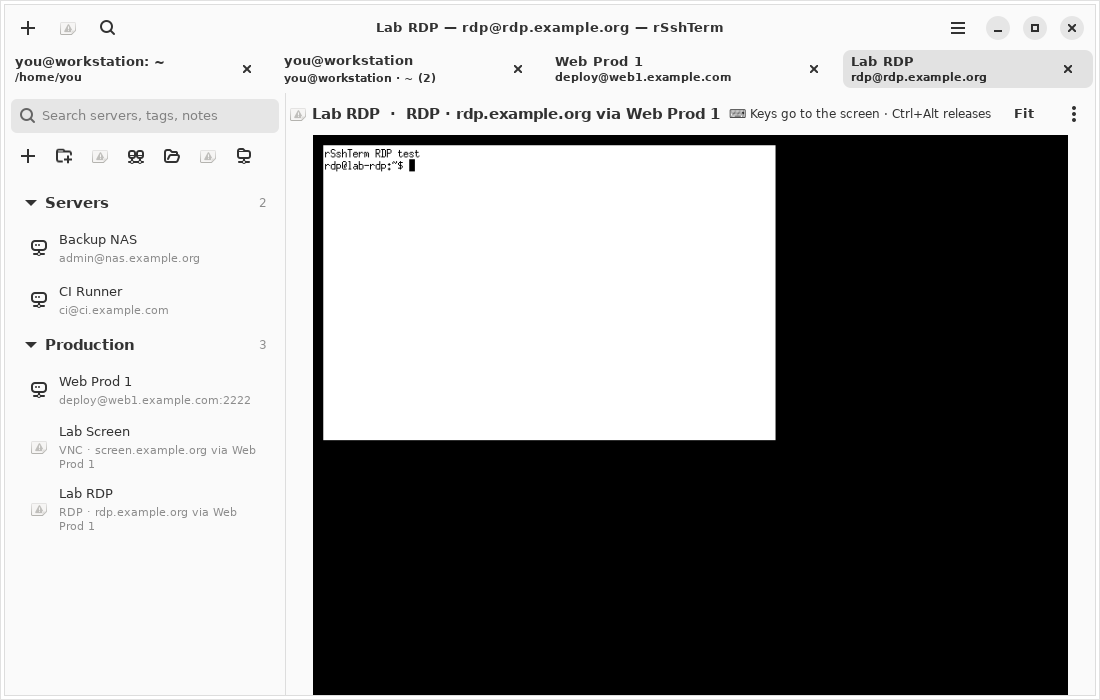 Lab RDP — rdp@rdp.example.org — rSshTerm
you@workstation: ~
/home/you
you@workstation
you@workstation · ~ (2)
Web Prod 1
deploy@web1.example.com
Lab RDP
rdp@rdp.example.org
Search servers, tags, notes
Lab RDP · RDP · rdp.example.org via Web Prod 1
Keys go to the screen · Ctrl+Alt releases
Fit
Servers 2
Backup NAS
admin@nas.example.org
CI Runner
ci@ci.example.com
Production 3
Web Prod 1
deploy@web1.example.com:2222
Lab Screen
VNC · screen.example.org via Web
Prod 1
Lab RDP
RDP · rdp.example.org via Web
Prod 1
rSshTerm RDP test
rdp@lab-rdp:~$